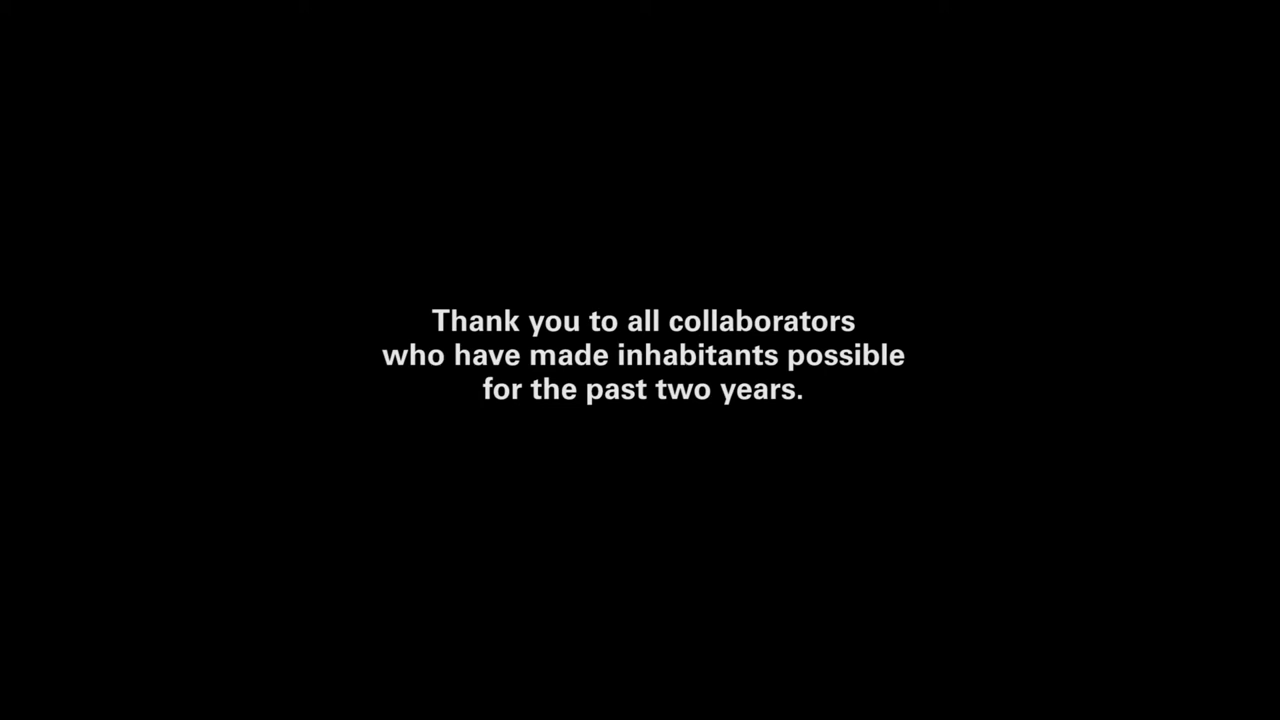 Thank you to all collaborators
who have made inhabitants possible
for the past two years.